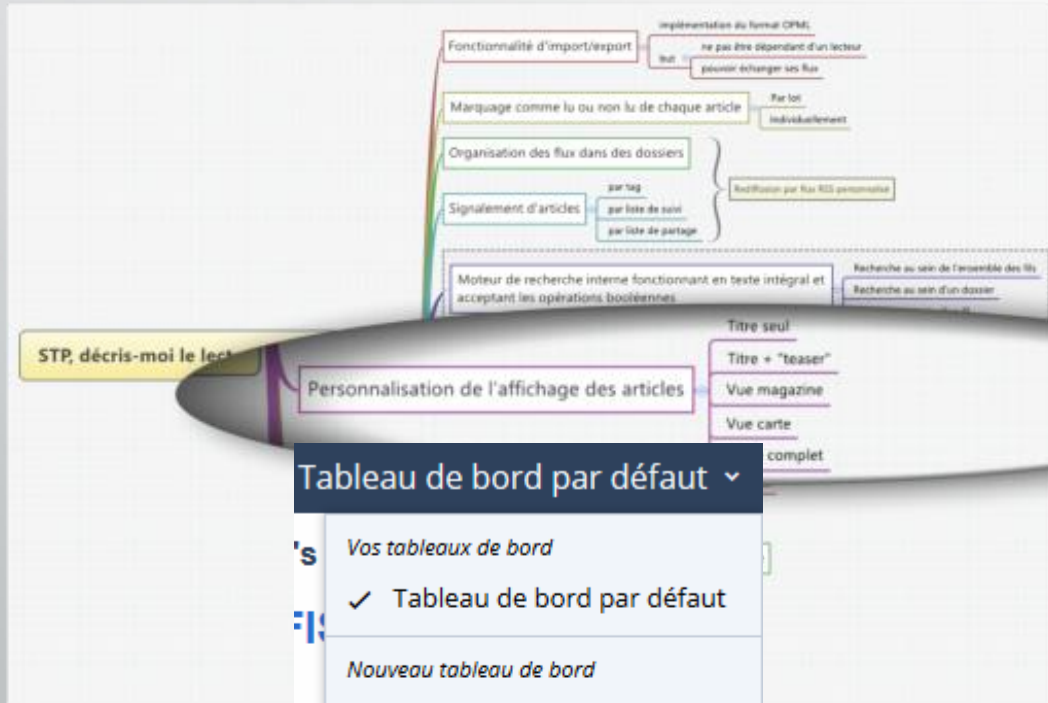 implémentation du format OPML
Fonctionnalité d'import/export
ne pas être dépendant d'un lecteur
but
pouvoir échanger ses flux
Marquage comme lu ou non lu de chaque article
Par lot
Individuellement
Organisation des flux dans des dossiers
Rediffusion par flux RSS personnalisé
par tag
Signalement d'articles
par liste de suivi
par liste de partage
Moteur de recherche interne fonctionnant en texte intégral et
acceptant les opérations booléennes
Recherche au sein de l'ensemble des fils
Recherche au sein d'un dossier
STP, décris-moi le
Personnalisation de l'affichage des articles
Titre seul
Titre + "teaser"
Vue magazine
Vue carte
complet
Tableau de bord par défaut
's
Vos tableaux de bord
Tableau de bord par défaut
Nouveau tableau de bord